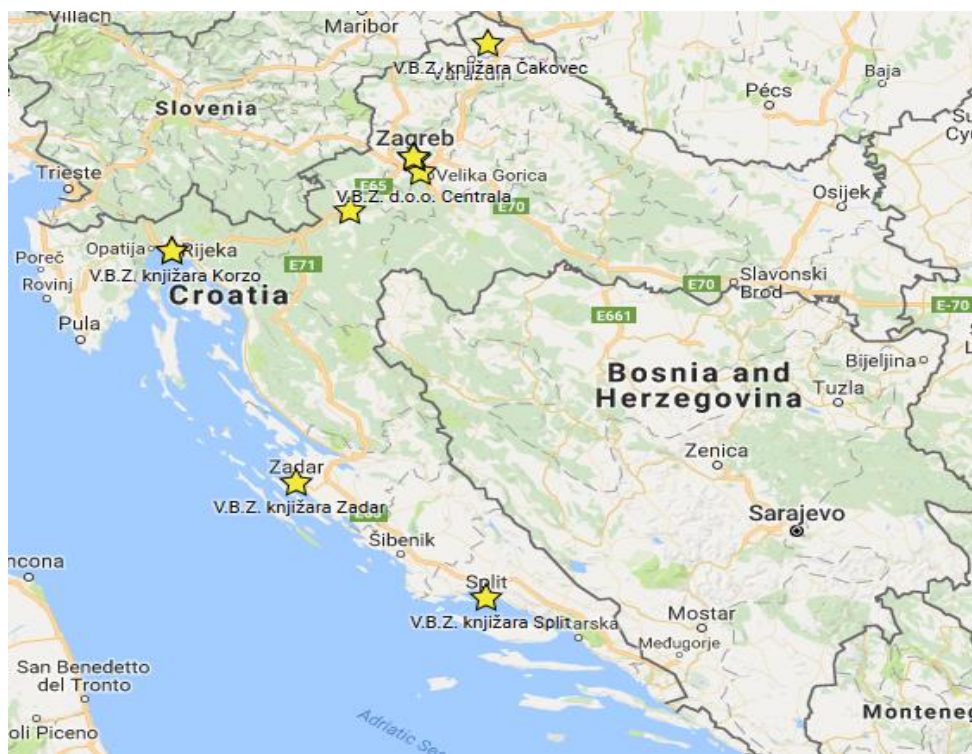 Villach
Maribor
V.B.Z. knjižara Čakovec
Varaždin
Baja
Pécs
Slovenia
Zagreb
Trieste
Velika Gorica
E65
V.B.Z. d.o.o. Centrala
E70
Osijek
Opatija
Rijeka
Poreč
V.B.Z. knjižara Korzo
E71
Rovinj
Croatia
E70
Slavonski
Brod
E-70
E661
Pula
Bijeljina
Bosnia and
Herzegovina
Tuzla
Zenica
Zadar
V.B.Z. knjižara Zadar
Sarajevo
Šibenik
ncona
Split
V.B.Z. knjižara Split
tarska
Mostar
Međugorje
San Benedetto
del Tronto
oli Piceno
Adriatic Se
Monteneg